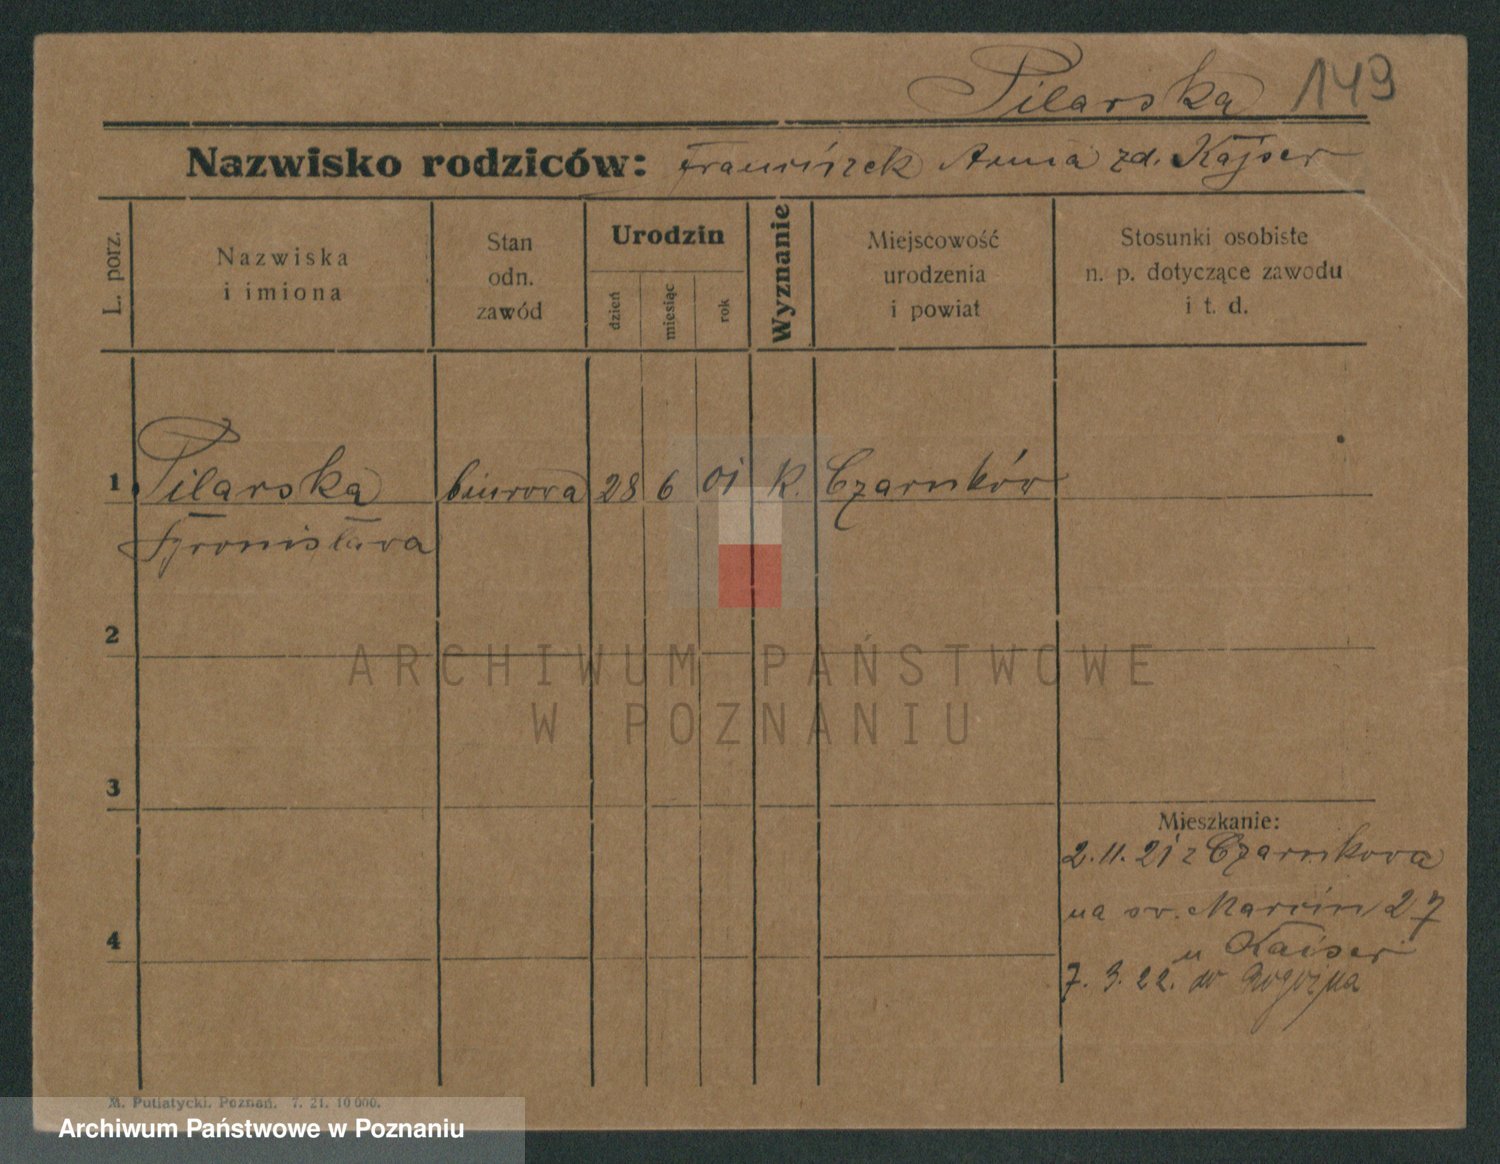 Pilarska 149
Nazwisko rodziców: Franciszek Anna zd. Kajser
L. porz.
Nazwiska
i imiona
Stan
odn.
zawód
Urodzin
dzień
miesiąc
rok
Wyznanie
Miejscowość
urodzenia
i powiat
Stosunki osobiste
n. p. dotyczące zawodu
i t. d.
1 Pilarska biurowa 28 6 01 K. Czarnków
Bronisława
2
ARCHIWUM PAŃSTWOWE
W POZNANIU
3
Mieszkanie:
2.11.21 z Czarnkowa
na św. Marcin 27
u Kaiser
4
7.3.22. do Rogoźna
M. Putiatycki, Poznań. 7. 21. 10000.
Archiwum Państwowe w Poznaniu